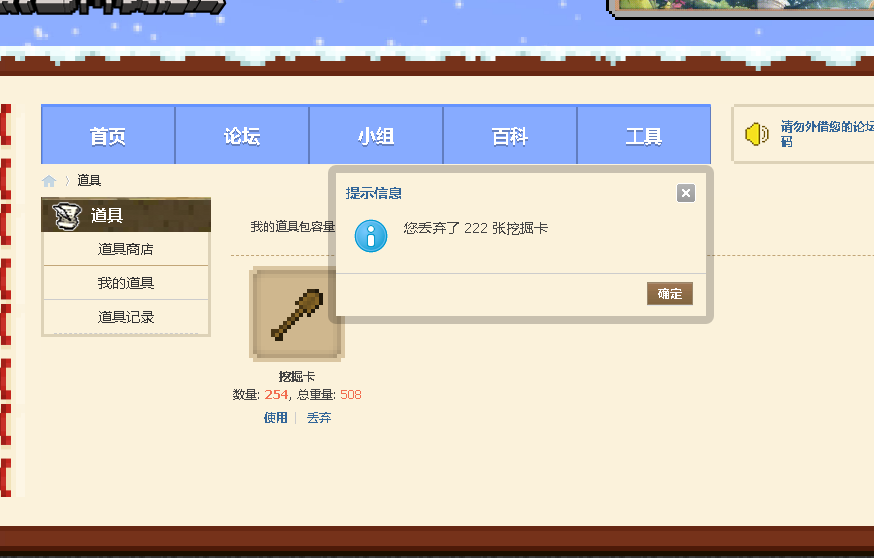 首页
论坛
小组
百科
工具
请勿外借您的论坛
码
道具
道具
道具商店
我的道具
道具记录
我的道具包容量
提示信息
您丢弃了 222 张挖掘卡
确定
挖掘卡
数量: 254, 总重量: 508
使用 | 丢弃